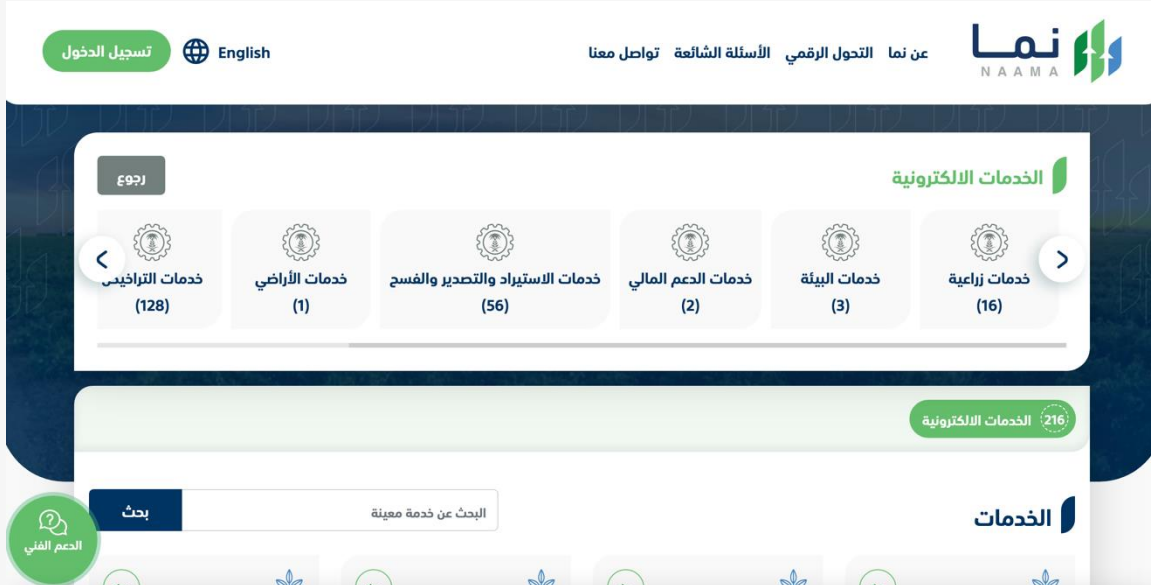 نما
NAAMA
عن نما
التحول الرقمي
الأسئلة الشائعة
تواصل معنا
English
تسجيل الدخول
الخدمات الالكترونية
رجوع
خدمات زراعية
(16)
خدمات البيئة
(3)
خدمات الدعم المالي
(2)
خدمات الاستيراد والتصدير والفسح
(56)
خدمات الأراضي
(1)
خدمات
(128)
216 الخدمات الالكترونية
الخدمات
البحث عن خدمة معينة
بحث
الدعم الفني